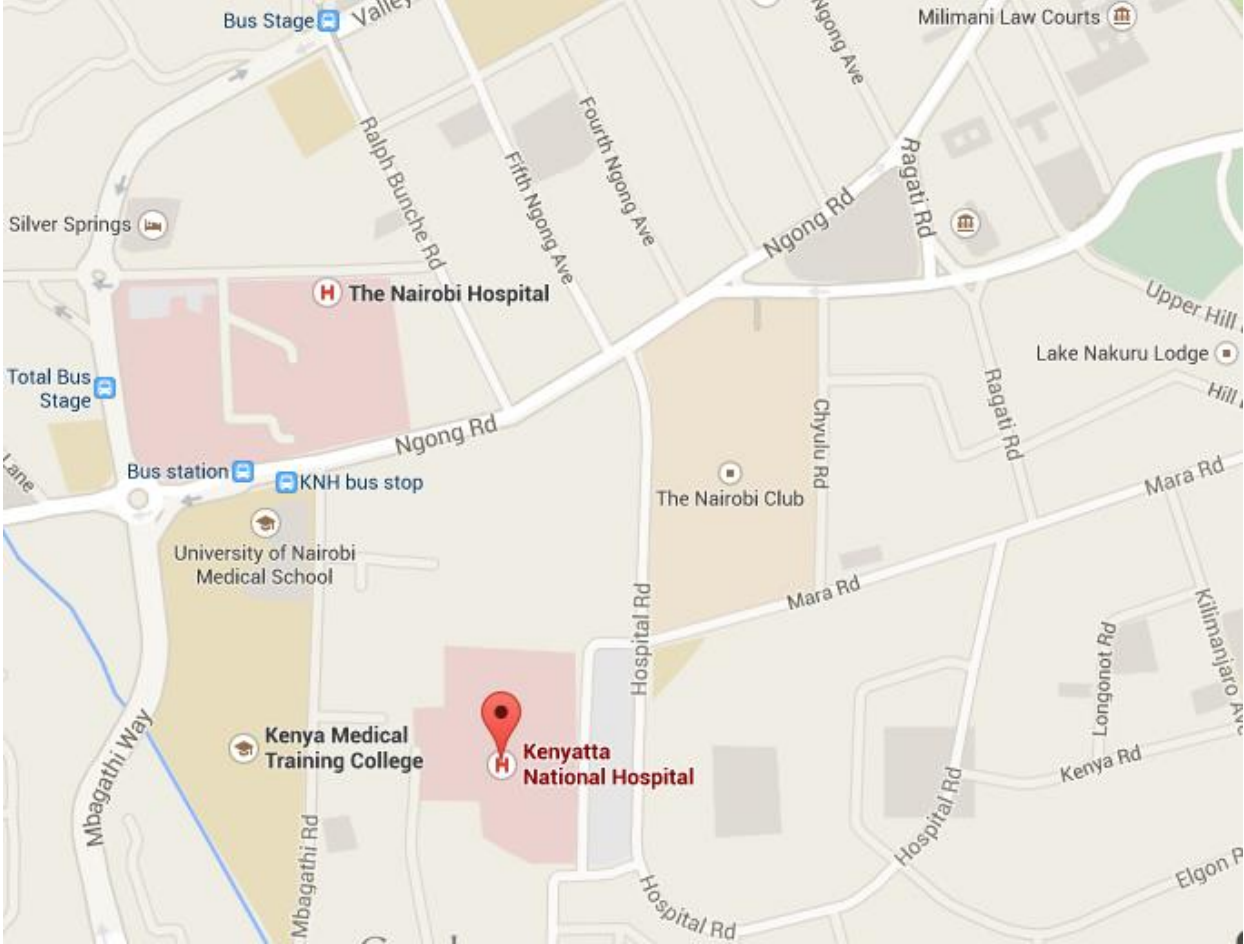 Bus Stage
Valley
Ngong Ave
Milimani Law Courts
Ralph Bunche Rd
Fifth Ngong Ave
Fourth Ngong Ave
Ngong Rd
Ragati Rd
Silver Springs
The Nairobi Hospital
Upper Hill
Lake Nakuru Lodge
Hill
Total Bus
Stage
Ngong Rd
Chyulu Rd
Ragati Rd
Lane
Bus station
KNH bus stop
The Nairobi Club
Mara Rd
University of Nairobi
Medical School
Mara Rd
Hospital Rd
Longonot Rd
Kilimanjaro Ave
Kenya Medical
Training College
Kenyatta
National Hospital
Kenya Rd
Mbagathi Way
Mbagathi Rd
Hospital Rd
Hospital Rd
Elgon